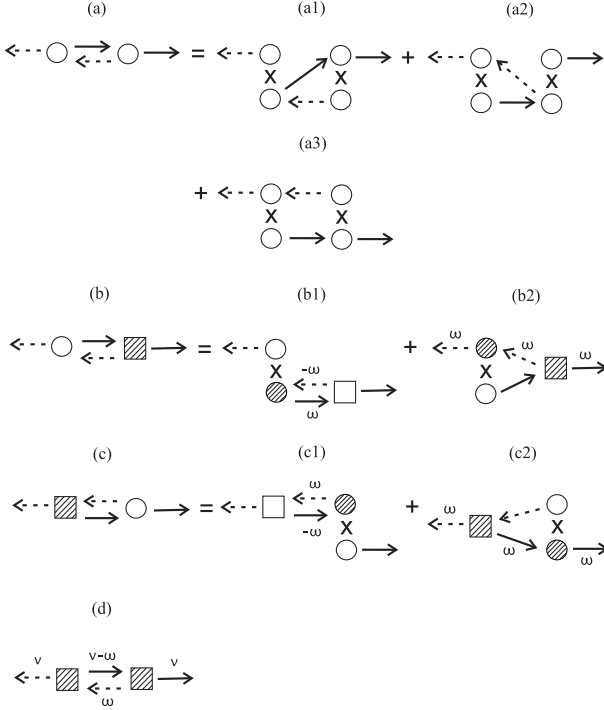 (a) (a1) (a2)
= +
X X X X
(a3)
+
X X
(b) (b1) (b2)
= + ω ω ω
X -ω X
ω
(c) (c1) (c2)
= ω + ω
-ω X ω X ω
(d)
ν ν-ω ν
ω